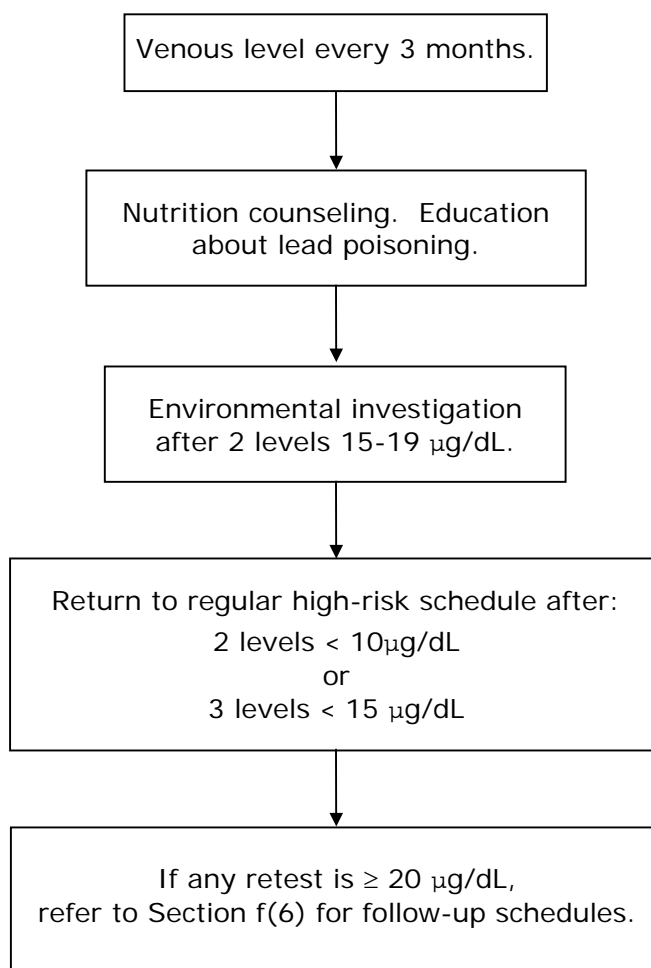 Venous level every 3 months.
Nutrition counseling.  Education
about lead poisoning.
Environmental investigation
after 2 levels 15-19 μg/dL.
Return to regular high-risk schedule after:
2 levels < 10μg/dL
or
3 levels < 15 μg/dL
If any retest is ≥ 20 μg/dL,
refer to Section f(6) for follow-up schedules.